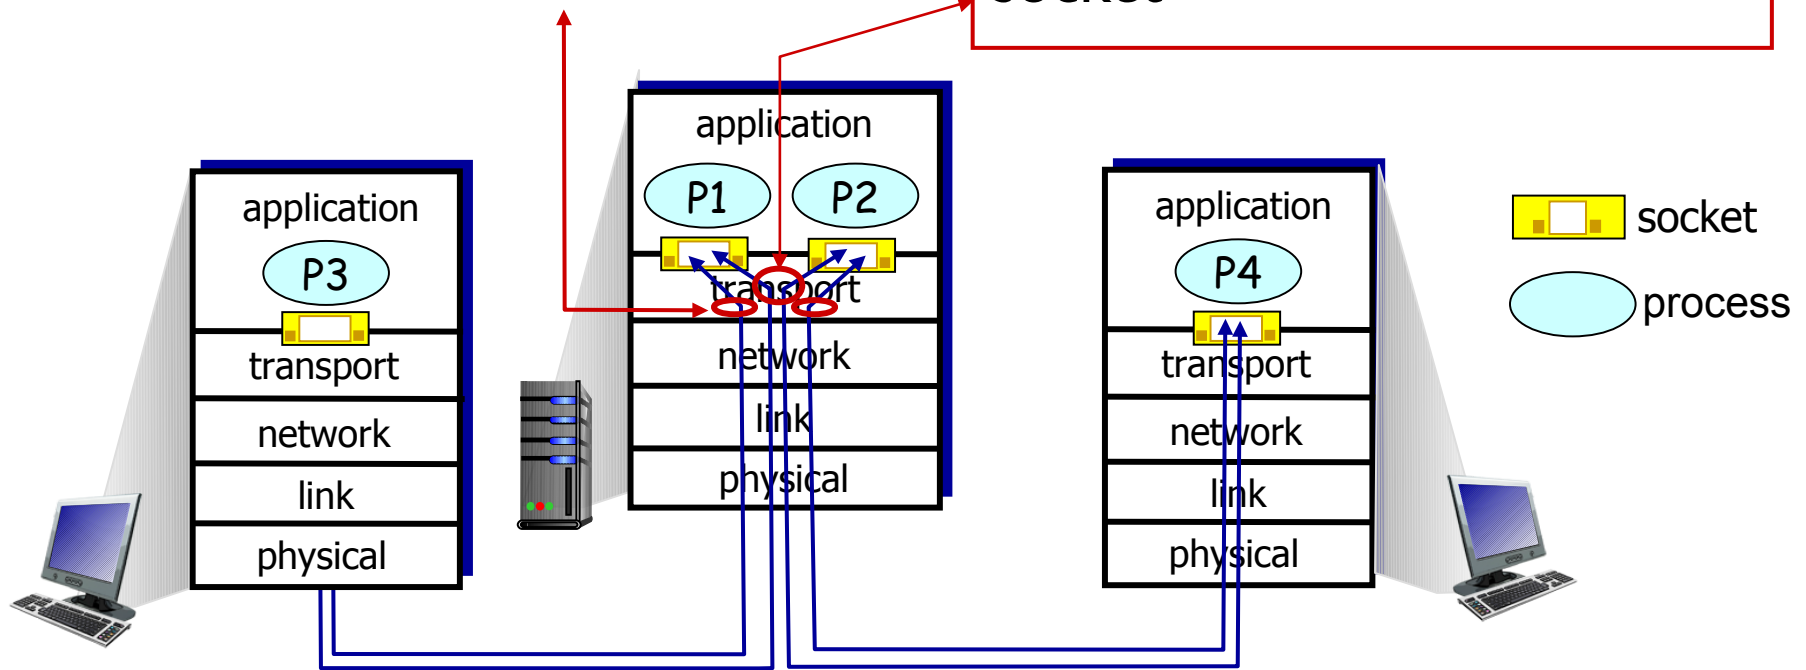 application
P1
P2
transport
network
link
physical
application
P3
transport
network
link
physical
application
P4
transport
network
link
physical
socket
process